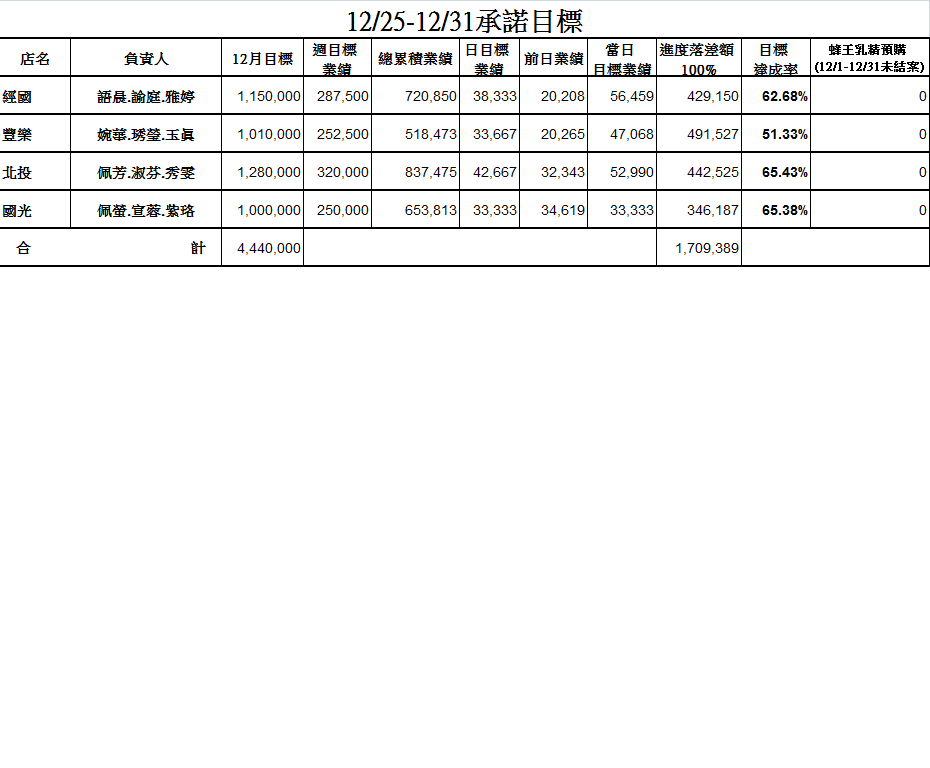 12/25-12/31承諾目標
店名 負責人 12月目標 週目標業績 總累積業績 日目標業績 前日業績 當日目標業績 進度落差額100% 目標達成率 蜂王乳精預購(12/1-12/31未結案)
經國 語晨.諭庭.雅婷 1,150,000 287,500 720,850 38,333 20,208 56,459 429,150 62.68% 0
豐樂 婉華.琇瑩.玉眞 1,010,000 252,500 518,473 33,667 20,265 47,068 491,527 51.33% 0
北投 佩芳.淑芬.秀雯 1,280,000 320,000 837,475 42,667 32,343 52,990 442,525 65.43% 0
國光 佩螢.宣蓉.紫珞 1,000,000 250,000 653,813 33,333 34,619 33,333 346,187 65.38% 0
合 計 4,440,000 1,709,389